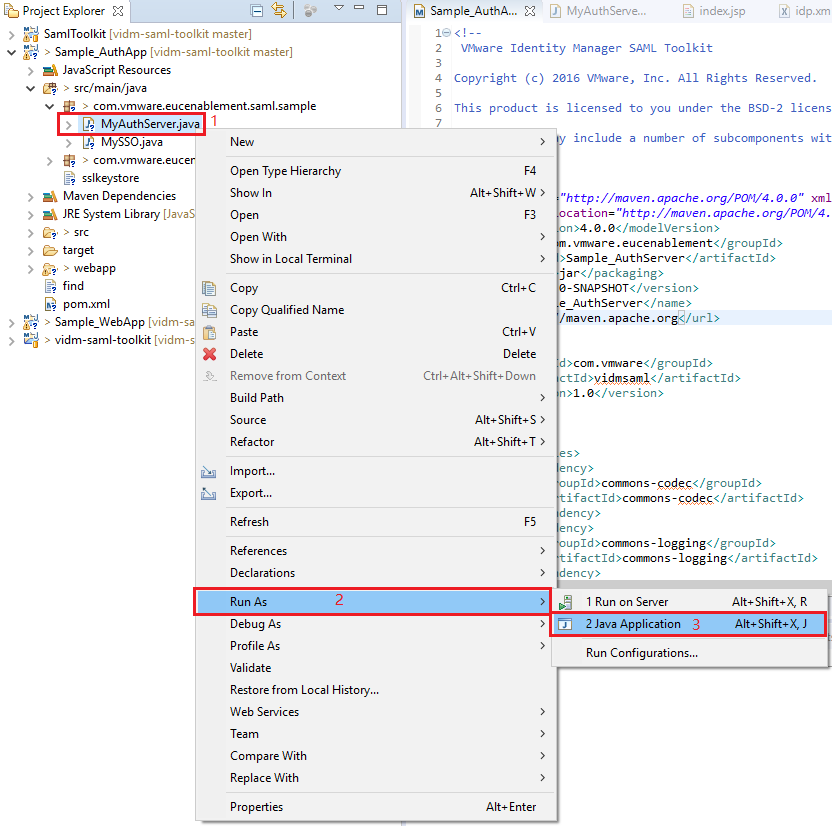 Project Explorer
SamlToolkit [vidm-saml-toolkit master]
> Sample_AuthApp [vidm-saml-toolkit master]
JavaScript Resources
> src/main/java
> com.vmware.eucenablement.saml.sample
MyAuthServer.java 1
MySSO.java
> com.vmware.eucen
sslkeystore
Maven Dependencies
JRE System Library [JavaS
> src
target
> webapp
find
pom.xml
> Sample_WebApp [vidm-sa
> vidm-saml-toolkit [vidm-s
New
Open Type Hierarchy F4
Show In Alt+Shift+W >
Open F3
Open With
Show in Local Terminal
Copy Ctrl+C
Copy Qualified Name
Paste Ctrl+V
Delete Delete
Remove from Context Ctrl+Alt+Shift+Down
Build Path
Source Alt+Shift+S >
Refactor Alt+Shift+T >
Import...
Export...
Refresh F5
References
Declarations
Run As 2
Debug As
Profile As
Validate
Restore from Local History...
Web Services
Team
Compare With
Replace With
Properties Alt+Enter
1 Run on Server Alt+Shift+X, R
2 Java Application 3 Alt+Shift+X, J
Run Configurations...
Sample_AuthA... MyAuthServe... index.jsp idp.xm
1 <!--
2 VMware Identity Manager SAML Toolkit
3
4 Copyright (c) 2016 VMware, Inc. All Rights Reserved.
5
6 This product is licensed to you under the BSD-2 licens
7
y include a number of subcomponents wit
="http://maven.apache.org/POM/4.0.0" xml
ocation="http://maven.apache.org/POM/4.
on>4.0.0</modelVersion>
om.vmware.eucenablement</groupId>
d>Sample_AuthServer</artifactId>
jar</packaging>
0-SNAPSHOT</version>
le_AuthServer</name>
//maven.apache.org</url>
Id>com.vmware</groupId>
actId>vidmsaml</artifactId>
on>1.0</version>
es>
dency>
oupId>commons-codec</groupId>
tifactId>commons-codec</artifactId>
ndency>
dency>
oupId>commons-logging</groupId>
tifactId>commons-logging</artifactId>
ndency>